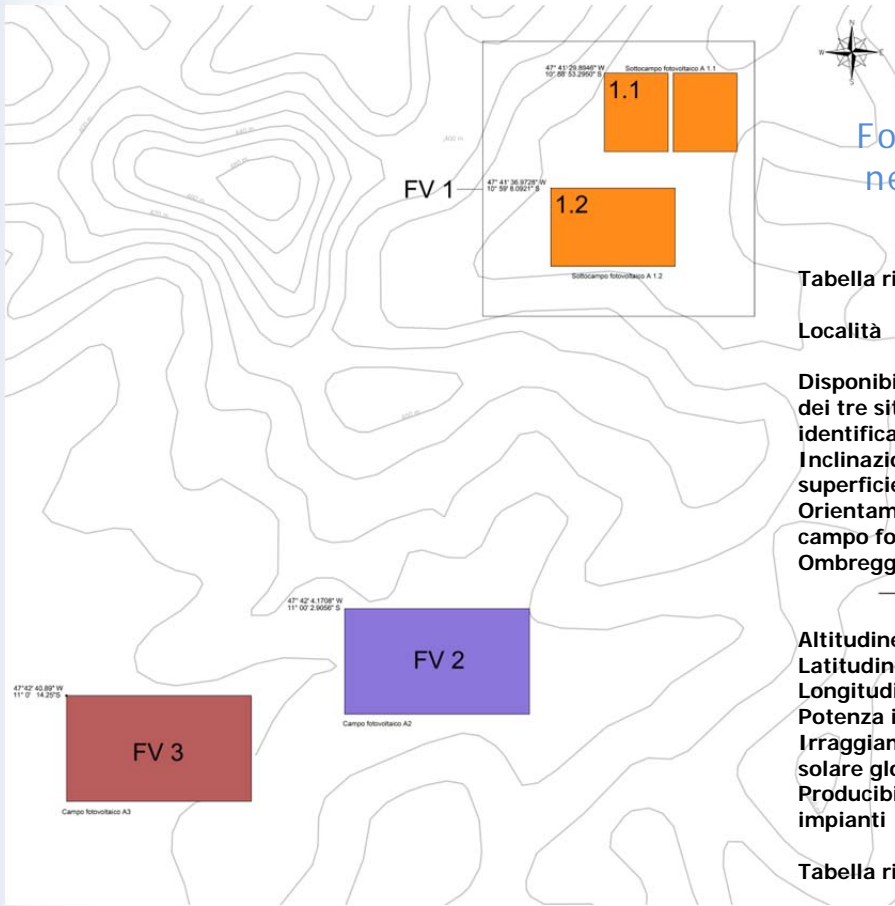 N
W
E
S
47° 41' 29.8946" W
Sottocampo fotovoltaico A 1.1
1.1
FV 1
47° 41' 36.9728" W
10° 59' 8.0921" S
1.2
Sottocampo fotovoltaico A 1.2
400 m
Fo
ne
Tabella ri
Località
Disponibi
dei tre sit
identifica
Inclinazio
superficie
Orientam
campo fo
Ombregg
47° 42' 4.1708" W
11° 00' 2.9056" S
FV 2
Campo fotovoltaico A2
47°42' 40.89" W
11° 0' 14.25"S
FV 3
Campo fotovoltaico A3
Altitudine
Latitudin
Longitudi
Potenza i
Irraggian
solare glo
Producibi
impianti
Tabella ri